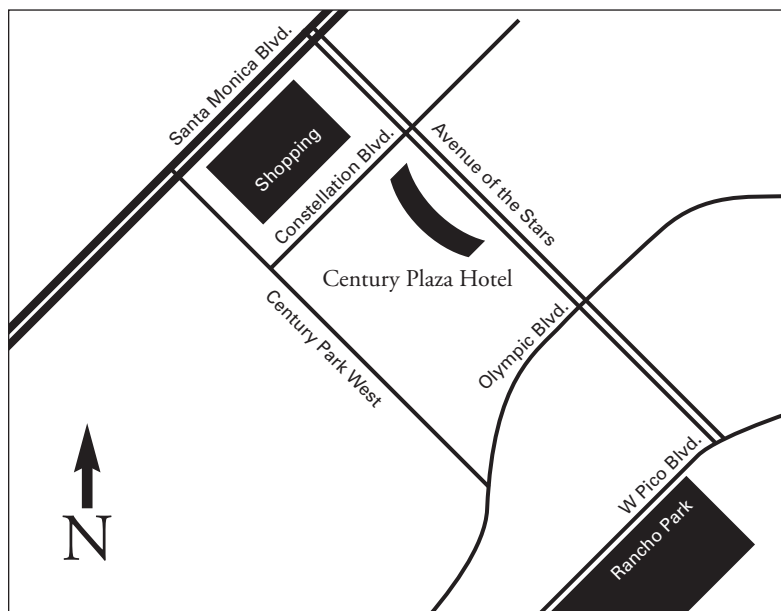 Santa Monica Blvd.
Shopping
Constellation Blvd.
Avenue of the Stars
Century Plaza Hotel
Century Park West
Olympic Blvd.
W Pico Blvd.
Rancho Park
N